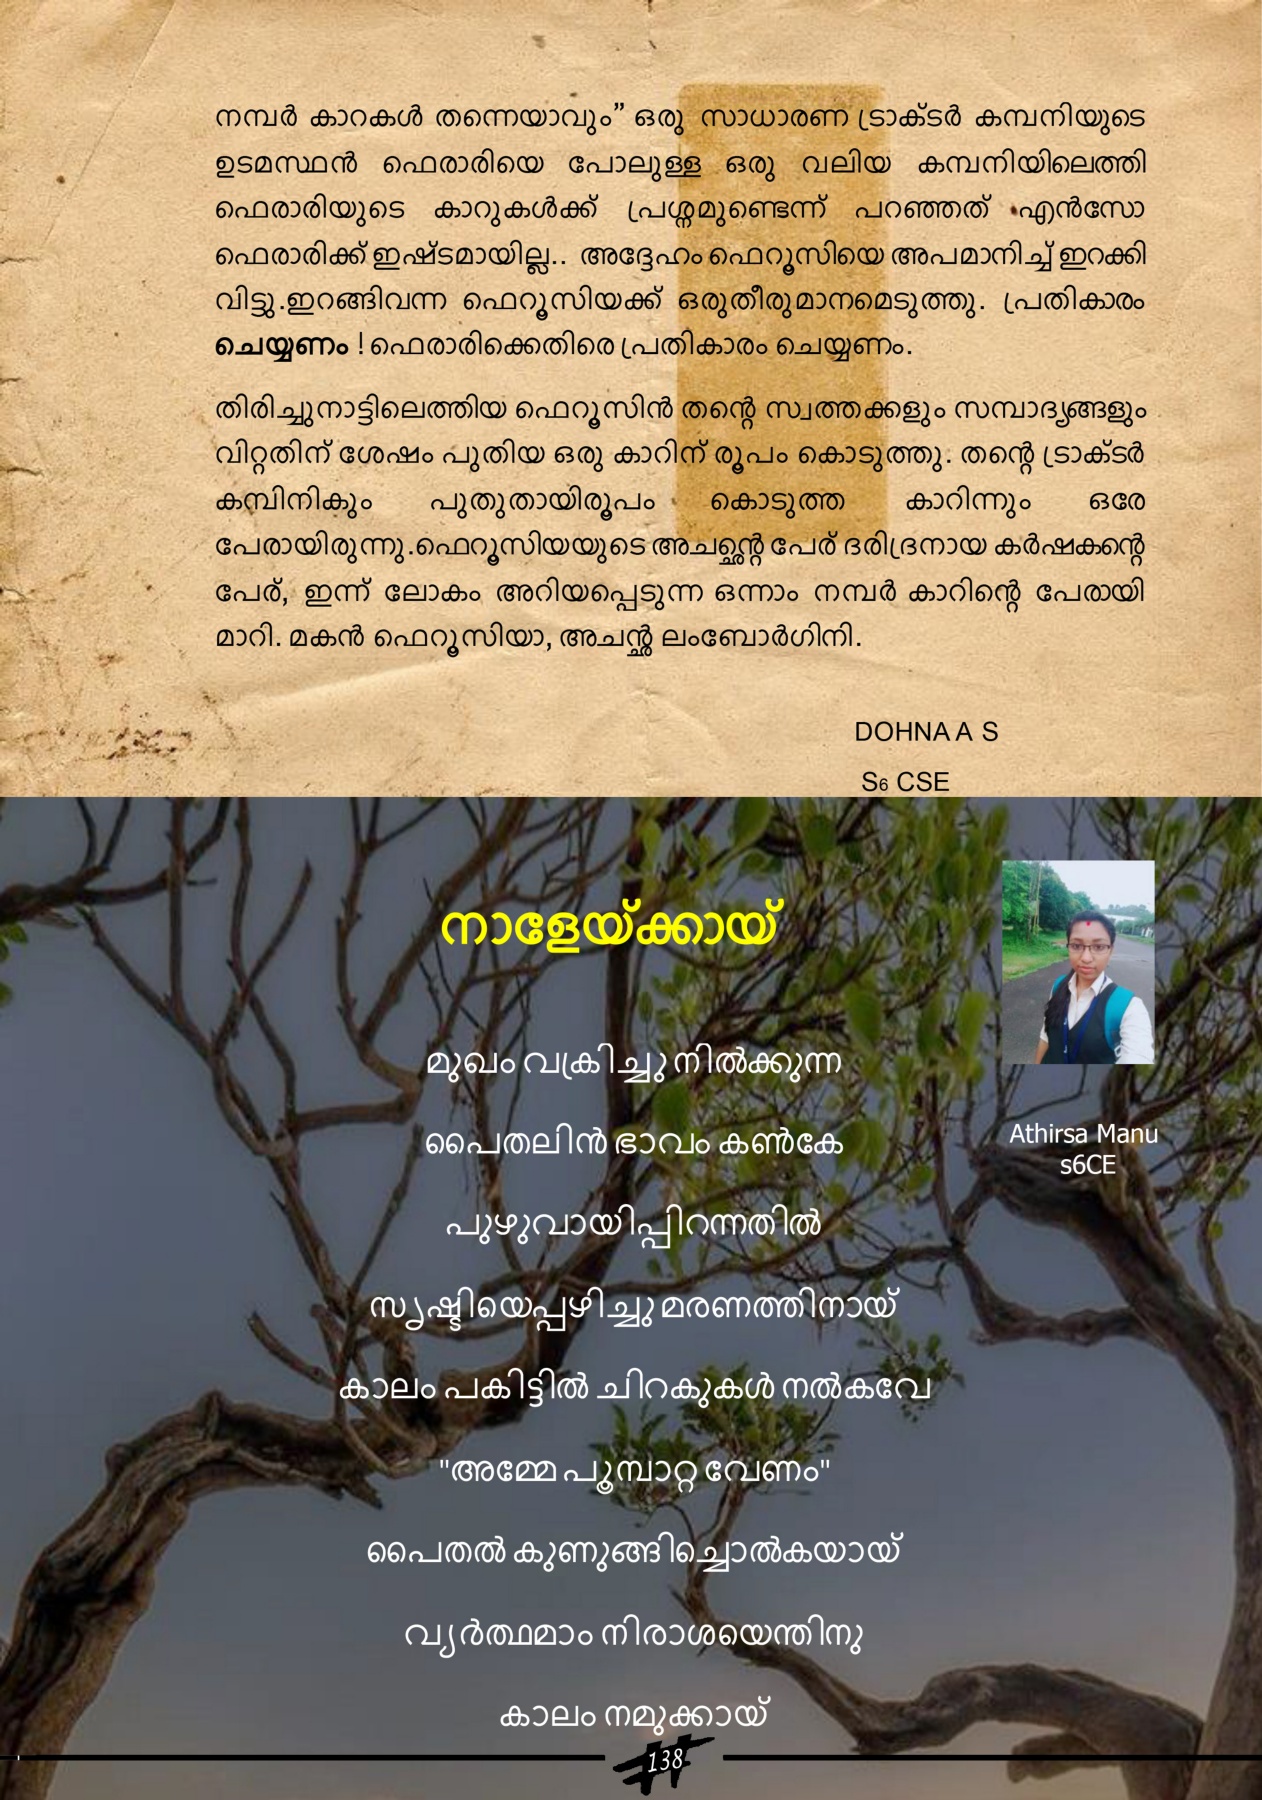 നമ്പർ കാറകൾ തന്നെയാവും” ഒരു സാധാരണ ട്രാക്ടർ കമ്പനിയുടെ
ഉടമസ്ഥൻ ഫെരാരിയെ പോലുള്ള ഒരു വലിയ കമ്പനിയിലെത്തി
ഫെരാരിയുടെ കാറുകൾക്ക് പ്രശ്നമുണ്ടെന്ന് പറഞ്ഞത് എൻസോ
ഫെരാരിക്ക് ഇഷ്ടമായില്ല.. അദ്ദേഹം ഫെറൂസിയെ അപമാനിച്ച് ഇറക്കി
വിട്ടു.ഇറങ്ങിവന്ന ഫെറൂസിയക്ക് ഒരുതീരുമാനമെടുത്തു. പ്രതികാരം
ചെയ്യണം ! ഫെരാരിക്കെതിരെ പ്രതികാരം ചെയ്യണം.
തിരിച്ചുനാട്ടിലെത്തിയ ഫെറൂസിൻ തന്റെ സ്വത്തക്കളും സമ്പാദ്യങ്ങളും
വിറ്റതിന് ശേഷം പുതിയ ഒരു കാറിന് രൂപം കൊടുത്തു. തന്റെ ട്രാക്ടർ
കമ്പിനികും പുതുതായിരൂപം കൊടുത്ത കാറിന്നും ഒരേ
പേരായിരുന്നു.ഫെറൂസിയയുടെ അച്ഛന്റെ പേര് ദരിദ്രനായ കർഷകന്റെ
പേര്, ഇന്ന് ലോകം അറിയപ്പെടുന്ന ഒന്നാം നമ്പർ കാറിന്റെ പേരായി
മാറി. മകൻ ഫെറൂസിയാ, ലംബോർഗിനി.
DOHNA A S
S6 CSE
നാളേയ്ക്കായ്
മുഖം വക്രിച്ചു നിൽക്കുന്ന
പൈതലിൻ ഭാവം കൺകേ
പുഴുവായിപ്പിറന്നതിൽ
സൃഷ്ടിയെപ്പഴിച്ചു മരണത്തിനായ്
കാലം പകിട്ടിൽ ചിറകുകൾ നൽകവേ
"അമ്മേ പൂമ്പാറ്റ വേണം"
പൈതൽ കുണുങ്ങിച്ചൊൽകയായ്
വ്യർത്ഥമാം നിരാശയെന്തിനു
കാലം നമുക്കായ്
Athirsa Manu
s6CE
138